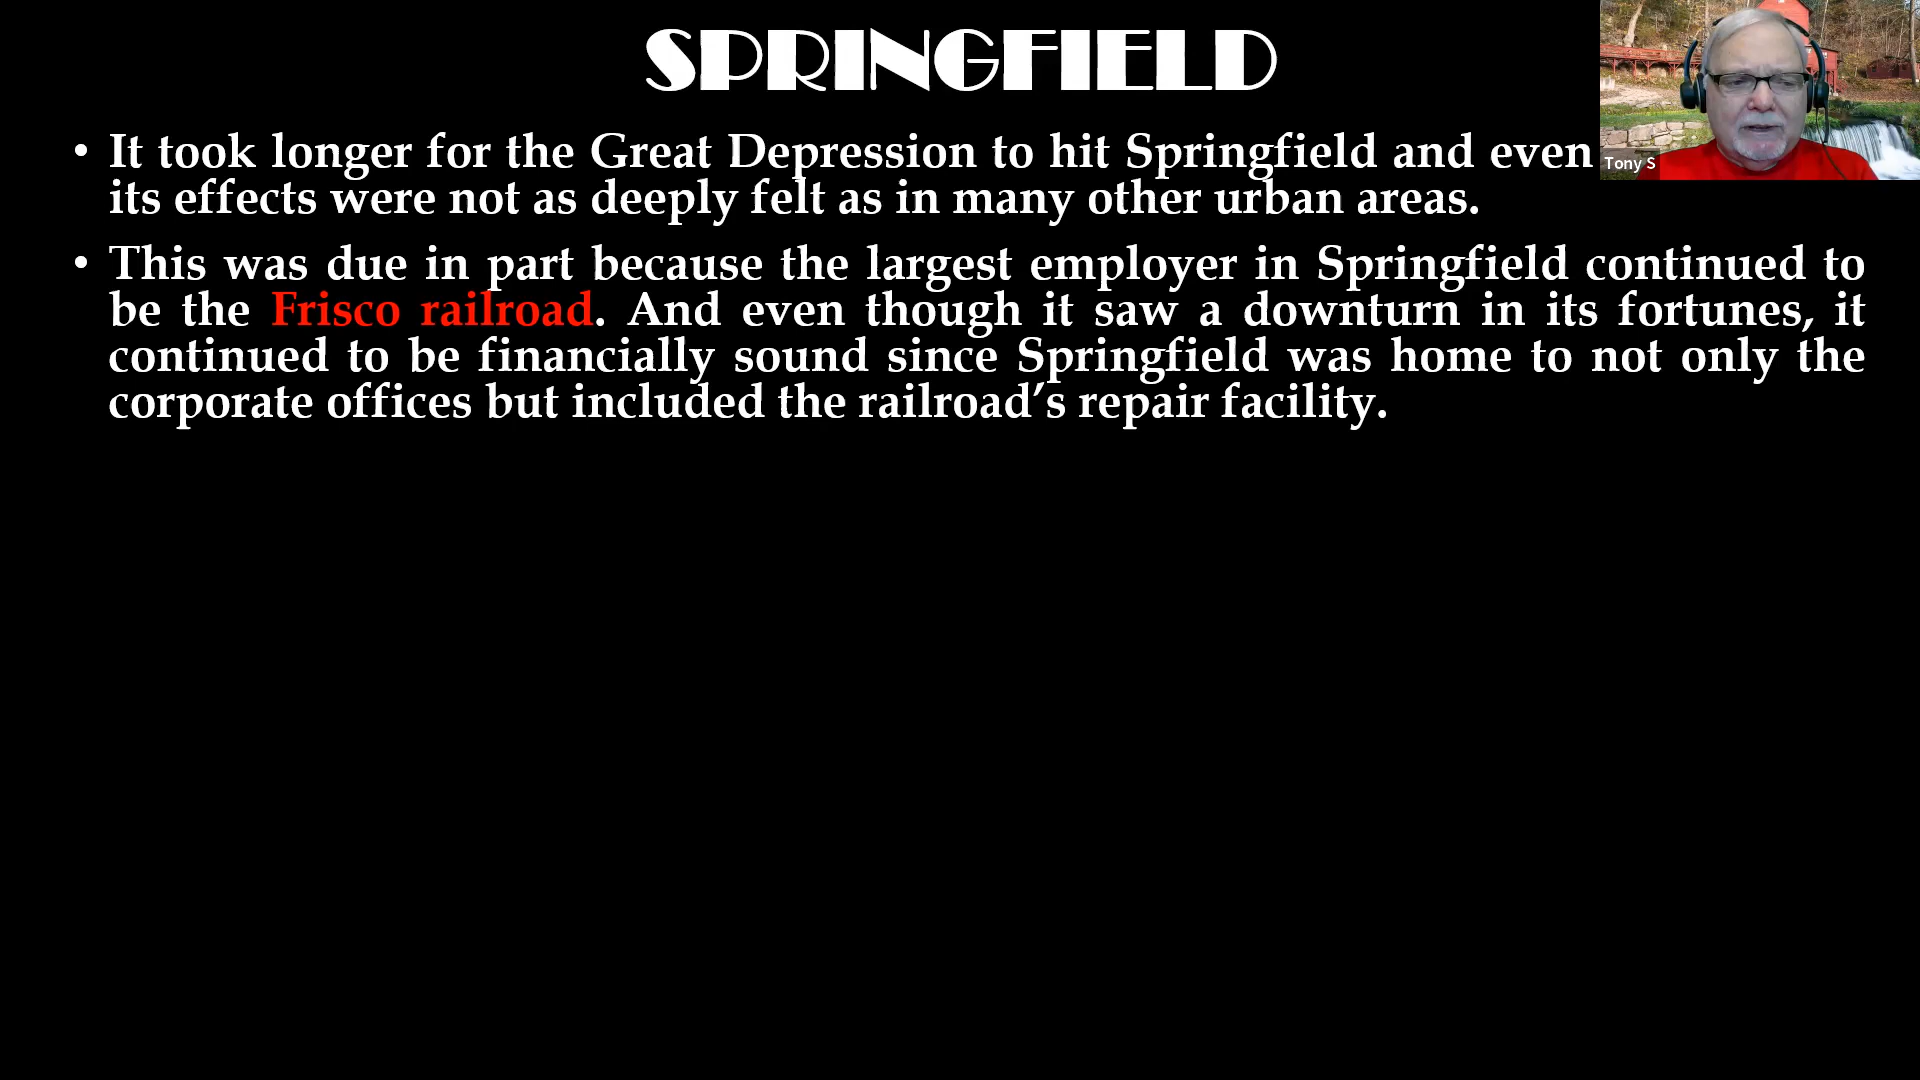 SPRINGFIELD
• It took longer for the Great Depression to hit Springfield and even
its effects were not as deeply felt as in many other urban areas.
• This was due in part because the largest employer in Springfield continued to
be the Frisco railroad. And even though it saw a downturn in its fortunes, it
continued to be financially sound since Springfield was home to not only the
corporate offices but included the railroad’s repair facility.
Tony S